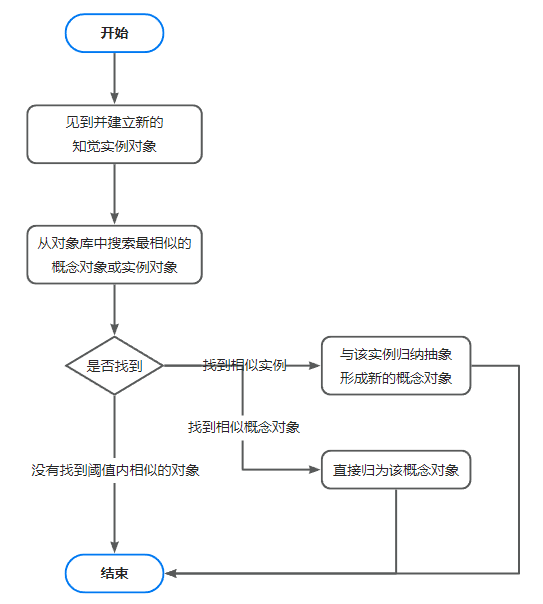 开始
见到并建立新的
知觉实例对象
从对象库中搜索最相似的
概念对象或实例对象
是否找到
找到相似实例
与该实例归纳抽象
形成新的概念对象
找到相似概念对象
没有找到阈值内相似的对象
直接归为该概念对象
结束